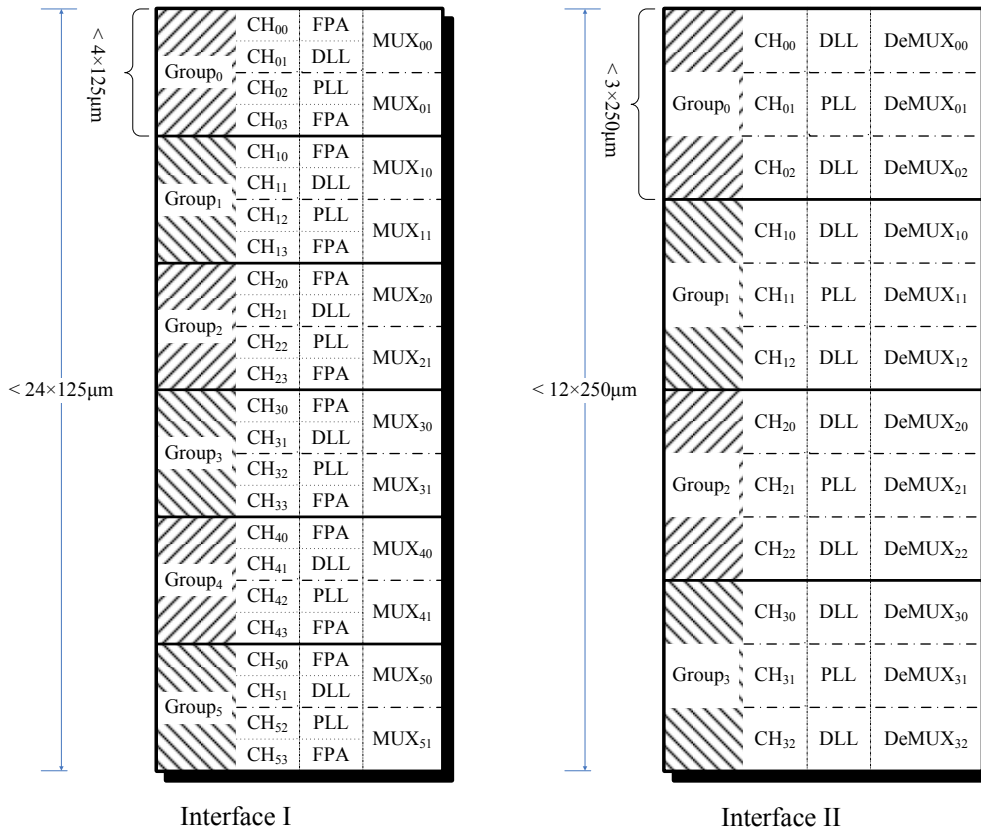 < 4×125μm
< 24×125μm
Group₀
CH₀₀ FPA MUX₀₀
CH₀₁ DLL
CH₀₂ PLL MUX₀₁
CH₀₃ FPA
Group₁
CH₁₀ FPA MUX₁₀
CH₁₁ DLL
CH₁₂ PLL MUX₁₁
CH₁₃ FPA
Group₂
CH₂₀ FPA MUX₂₀
CH₂₁ DLL
CH₂₂ PLL MUX₂₁
CH₂₃ FPA
Group₃
CH₃₀ FPA MUX₃₀
CH₃₁ DLL
CH₃₂ PLL MUX₃₁
CH₃₃ FPA
Group₄
CH₄₀ FPA MUX₄₀
CH₄₁ DLL
CH₄₂ PLL MUX₄₁
CH₄₃ FPA
Group₅
CH₅₀ FPA MUX₅₀
CH₅₁ DLL
CH₅₂ PLL MUX₅₁
CH₅₃ FPA
Interface I
< 3×250μm
< 12×250μm
Group₀
CH₀₀ DLL DeMUX₀₀
CH₀₁ PLL DeMUX₀₁
CH₀₂ DLL DeMUX₀₂
Group₁
CH₁₀ DLL DeMUX₁₀
CH₁₁ PLL DeMUX₁₁
CH₁₂ DLL DeMUX₁₂
Group₂
CH₂₀ DLL DeMUX₂₀
CH₂₁ PLL DeMUX₂₁
CH₂₂ DLL DeMUX₂₂
Group₃
CH₃₀ DLL DeMUX₃₀
CH₃₁ PLL DeMUX₃₁
CH₃₂ DLL DeMUX₃₂
Interface II